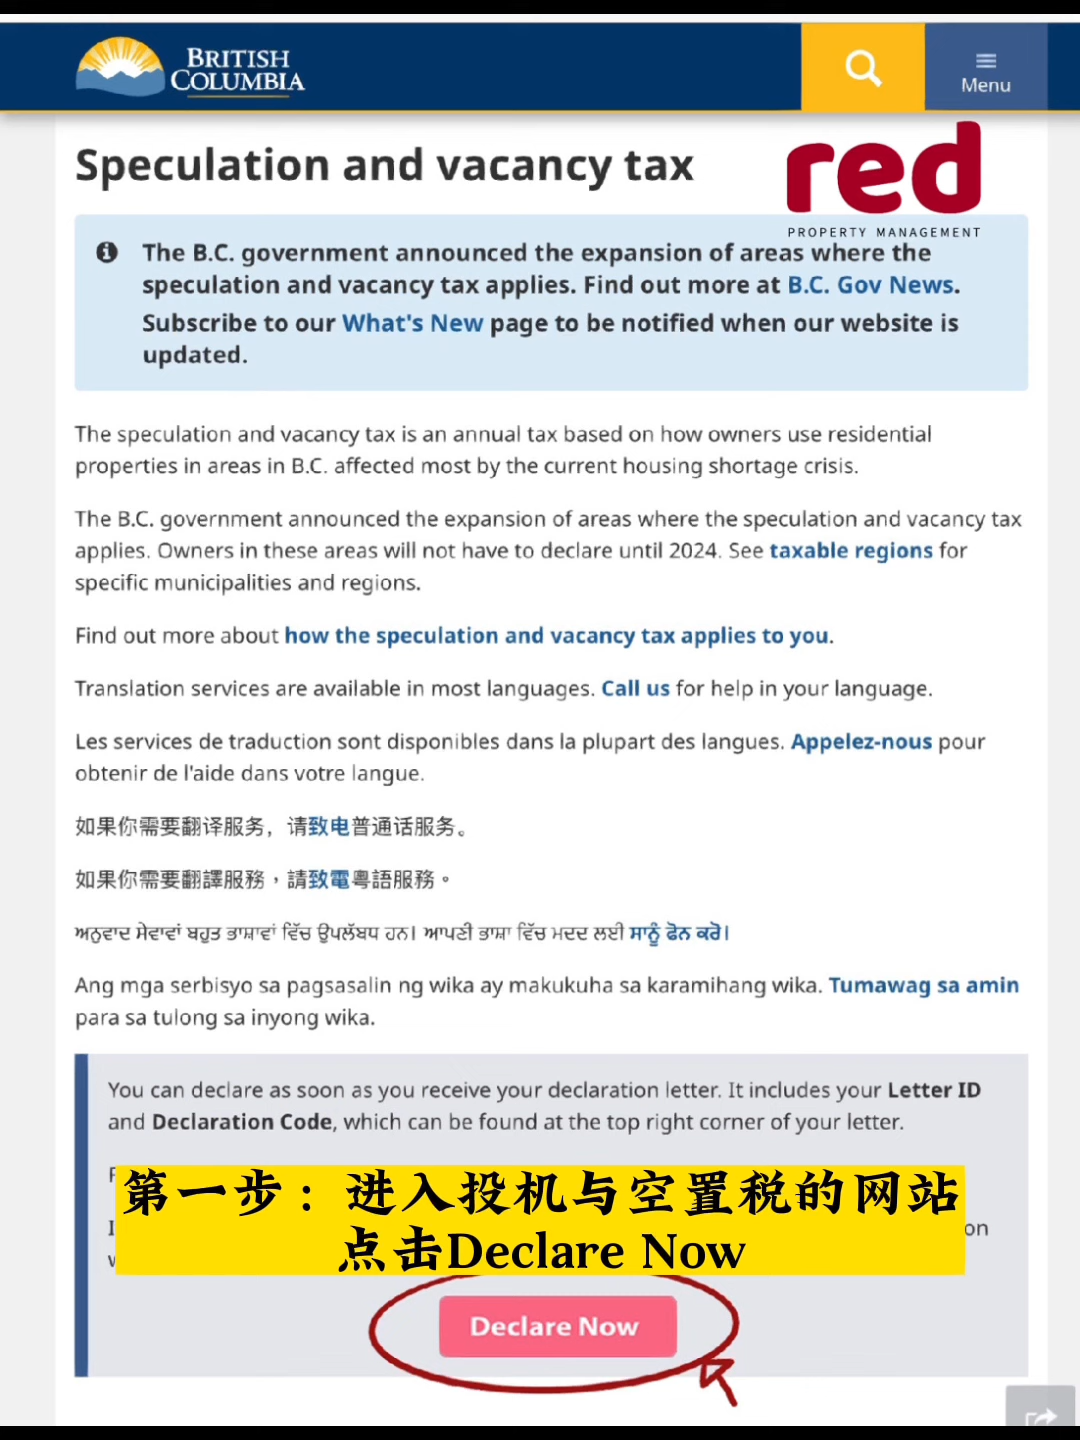 BRITISH
COLUMBIA
Menu
Speculation and vacancy tax
red
PROPERTY MANAGEMENT
The B.C. government announced the expansion of areas where the
speculation and vacancy tax applies. Find out more at B.C. Gov News.
Subscribe to our What's New page to be notified when our website is
updated.
The speculation and vacancy tax is an annual tax based on how owners use residential
properties in areas in B.C. affected most by the current housing shortage crisis.
The B.C. government announced the expansion of areas where the speculation and vacancy tax
applies. Owners in these areas will not have to declare until 2024. See taxable regions for
specific municipalities and regions.
Find out more about how the speculation and vacancy tax applies to you.
Translation services are available in most languages. Call us for help in your language.
Les services de traduction sont disponibles dans la plupart des langues. Appelez-nous pour
obtenir de l'aide dans votre langue.
如果你需要翻译服务，请致电普通话服务。
如果你需要翻譯服務，請致電粵語服務。
ਅਨੁਵਾਦ ਸੇਵਾਵਾਂ ਬਹੁਤ ਭਾਸ਼ਾਵਾਂ ਵਿੱਚ ਉਪਲੱਬਧ ਹਨ। ਆਪਣੀ ਭਾਸ਼ਾ ਵਿੱਚ ਮਦਦ ਲਈ ਸਾਨੂੰ ਫੋਨ ਕਰੋ।
Ang mga serbisyo sa pagsasalin ng wika ay makukuha sa karamihang wika. Tumawag sa amin
para sa tulong sa inyong wika.
You can declare as soon as you receive your declaration letter. It includes your Letter ID
and Declaration Code, which can be found at the top right corner of your letter.
第一步：进入投机与空置税的网站
点击Declare Now
on
Declare Now